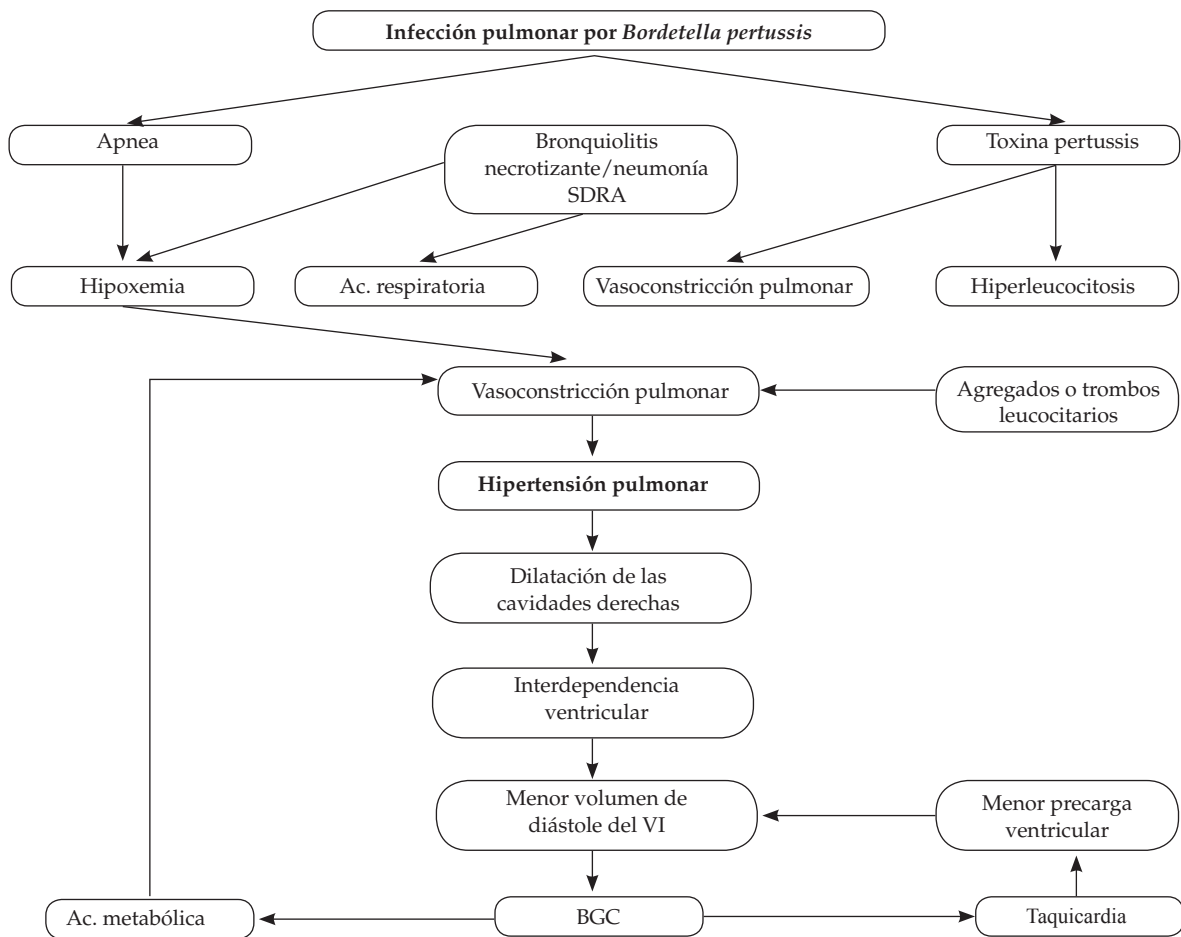 Infección pulmonar por Bordetella pertussis
Apnea
Bronquiolitis
necrotizante/neumonía
SDRA
Toxina pertussis
Hipoxemia
Ac. respiratoria
Vasoconstricción pulmonar
Hiperleucocitosis
Vasoconstricción pulmonar
Agregados o trombos
leucocitarios
Hipertensión pulmonar
Dilatación de las
cavidades derechas
Interdependencia
ventricular
Menor volumen de
diástole del VI
Menor precarga
ventricular
Ac. metabólica
BGC
Taquicardia